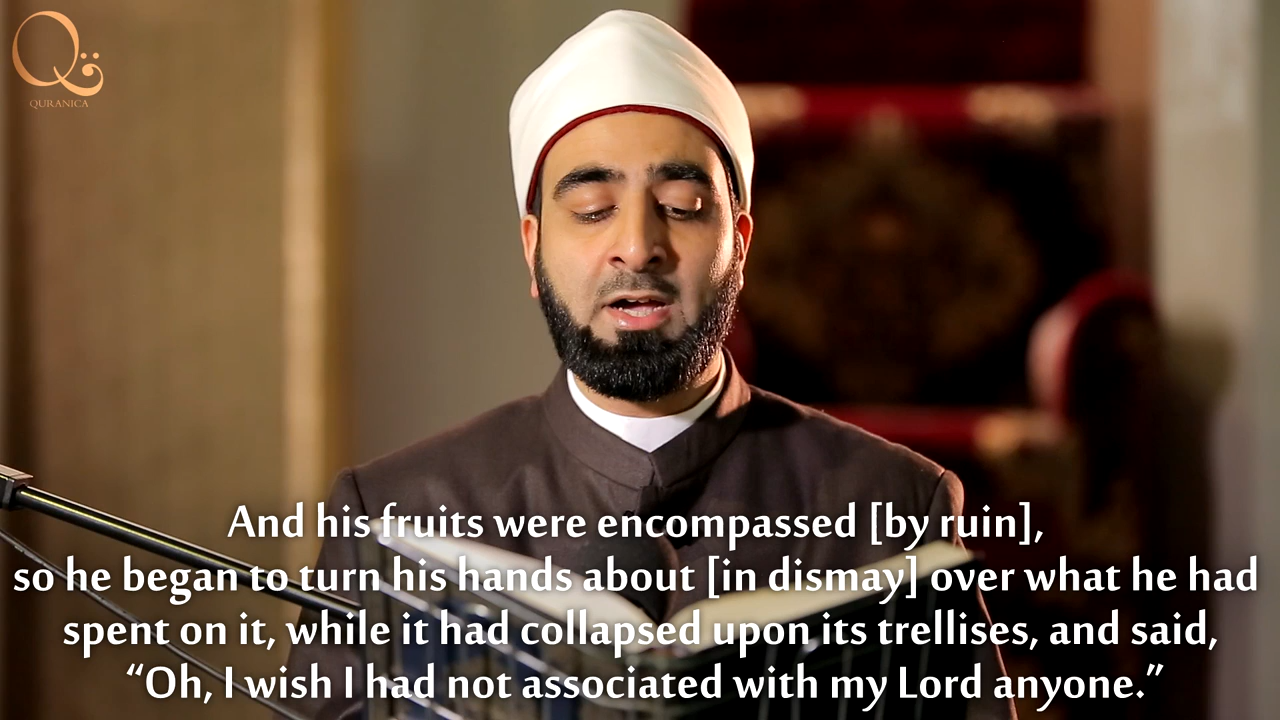 QURANICA
And his fruits were encompassed [by ruin],
so he began to turn his hands about [in dismay] over what he had
spent on it, while it had collapsed upon its trellises, and said,
“Oh, I wish I had not associated with my Lord anyone.”